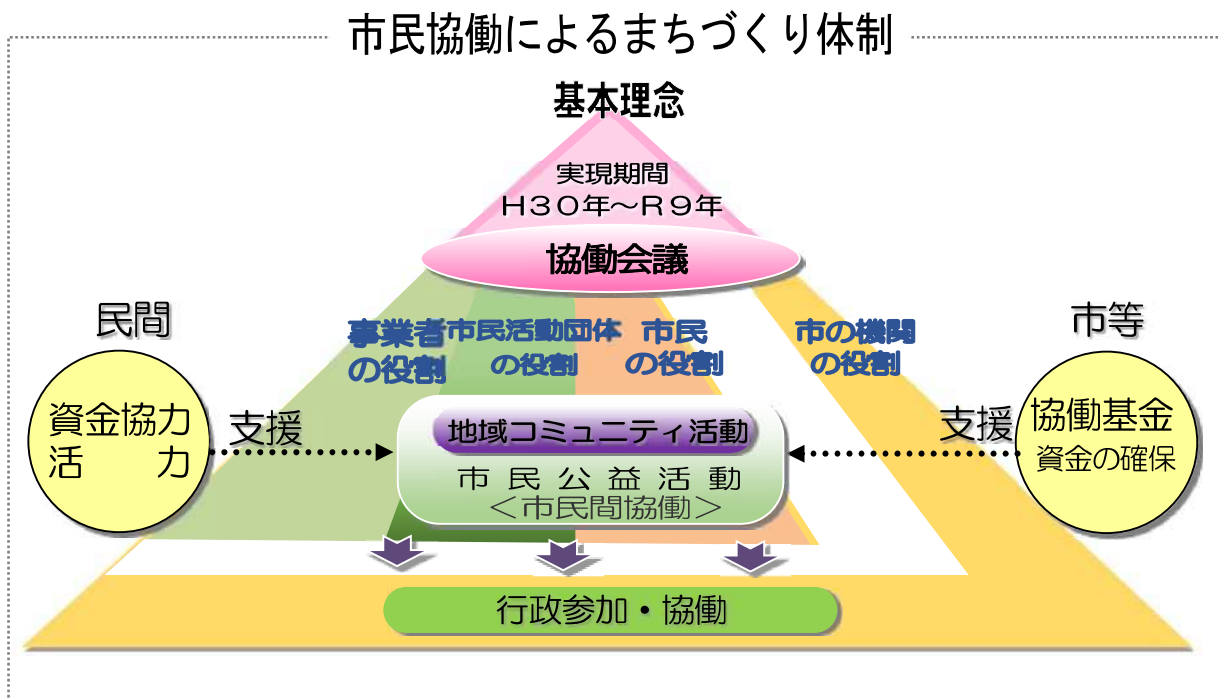 市民協働によるまちづくり体制
基本理念
実現期間
H30年～R9年
協働会議
民間
市等
事業者
の役割
市民活動団体
の役割
市民
の役割
市の機関
の役割
資金協力
活　　力
支援
支援
協働基金
資金の確保
地域コミュニティ活動
市民公益活動
＜市民間協働＞
行政参加・協働